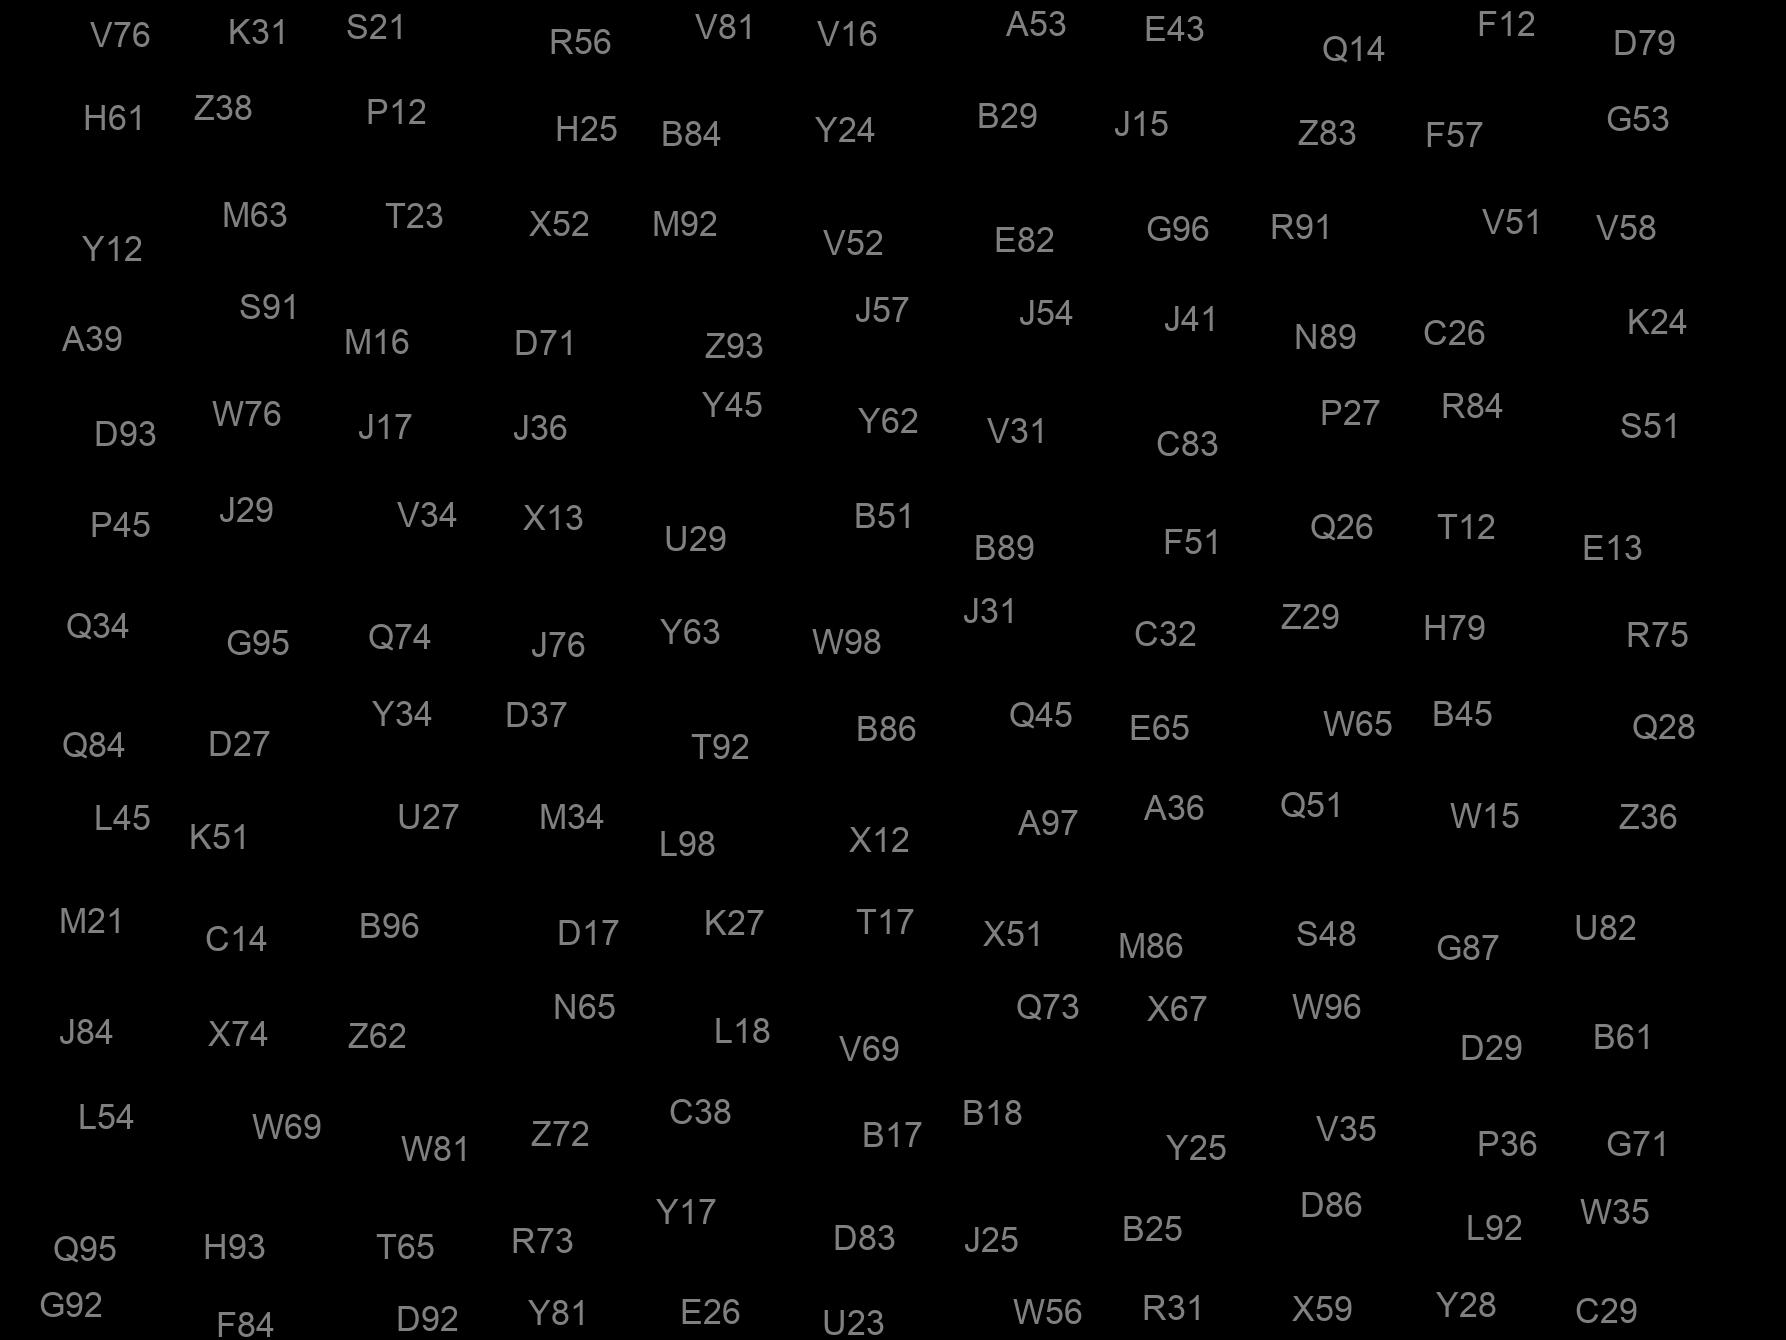 V76 K31 S21 R56 V81 V16 A53 E43 Q14 F12 D79
H61 Z38 P12 H25 B84 Y24 B29 J15 Z83 F57 G53
Y12 M63 T23 X52 M92 V52 E82 G96 R91 V51 V58
A39 S91 M16 D71 Z93 J57 J54 J41 N89 C26 K24
D93 W76 J17 J36 Y45 Y62 V31 C83 P27 R84 S51
P45 J29 V34 X13 U29 B51 B89 F51 Q26 T12 E13
Q34 G95 Q74 J76 Y63 W98 J31 C32 Z29 H79 R75
Q84 D27 Y34 D37 T92 B86 Q45 E65 W65 B45 Q28
L45 K51 U27 M34 L98 X12 A97 A36 Q51 W15 Z36
M21 C14 B96 D17 K27 T17 X51 M86 S48 G87 U82
J84 X74 Z62 N65 L18 V69 Q73 X67 W96 D29 B61
L54 W69 W81 Z72 C38 B17 B18 Y25 V35 P36 G71
Q95 H93 T65 R73 Y17 D83 J25 B25 D86 L92 W35
G92 F84 D92 Y81 E26 U23 W56 R31 X59 Y28 C29